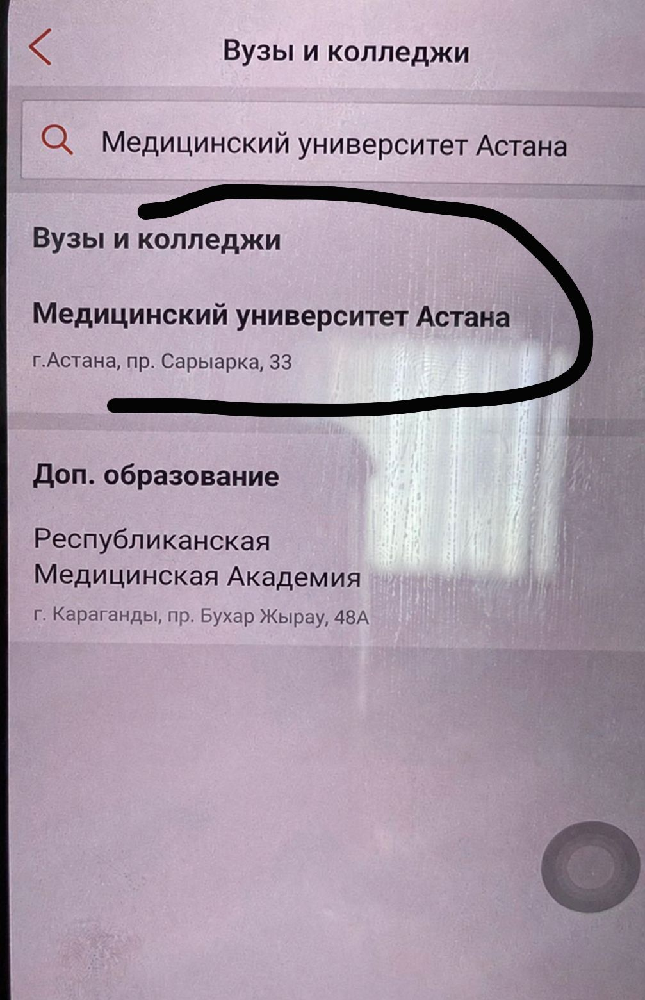 Вузы и колледжи
Медицинский университет Астана
Вузы и колледжи
Медицинский университет Астана
г.Астана, пр. Сарыарка, 33
Доп. образование
Республиканская
Медицинская Академия
г. Караганды, пр. Бухар Жырау, 48А